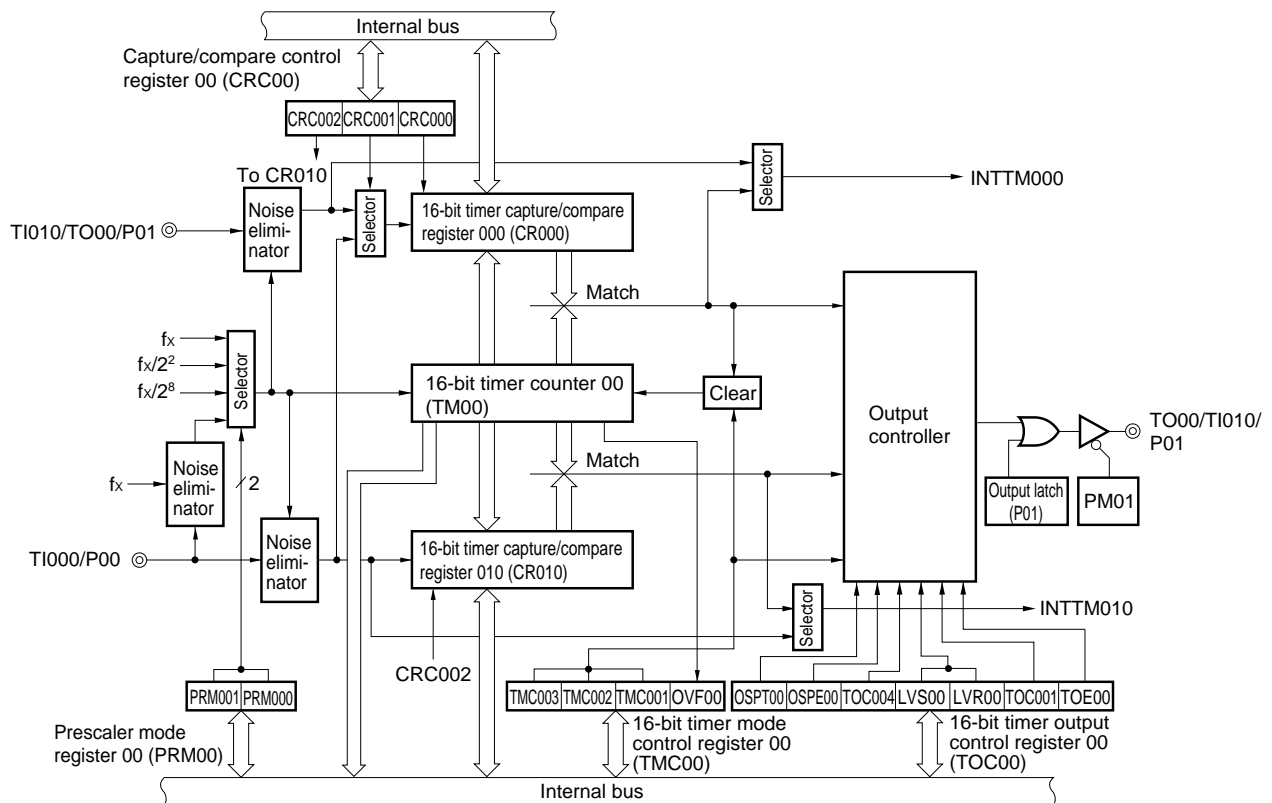 Internal bus
Capture/compare control
register 00 (CRC00)
CRC002 CRC001 CRC000
To CR010
TI010/TO00/P01
Noise
elimi-
nator
Selector
16-bit timer capture/compare
register 000 (CR000)
Selector
INTTM000
Match
fX
fX/2²
fX/2⁸
Selector
16-bit timer counter 00
(TM00)
Clear
Output
controller
TO00/TI010/
P01
Output latch
(P01)
PM01
fX
Noise
elimi-
nator
2
Match
TI000/P00
Noise
elimi-
nator
16-bit timer capture/compare
register 010 (CR010)
Selector
INTTM010
CRC002
PRM001 PRM000
Prescaler mode
register 00 (PRM00)
TMC003 TMC002 TMC001 OVF00
16-bit timer mode
control register 00
(TMC00)
OSPT00 OSPE00 TOC004 LVS00 LVR00 TOC001 TOE00
16-bit timer output
control register 00
(TOC00)
Internal bus